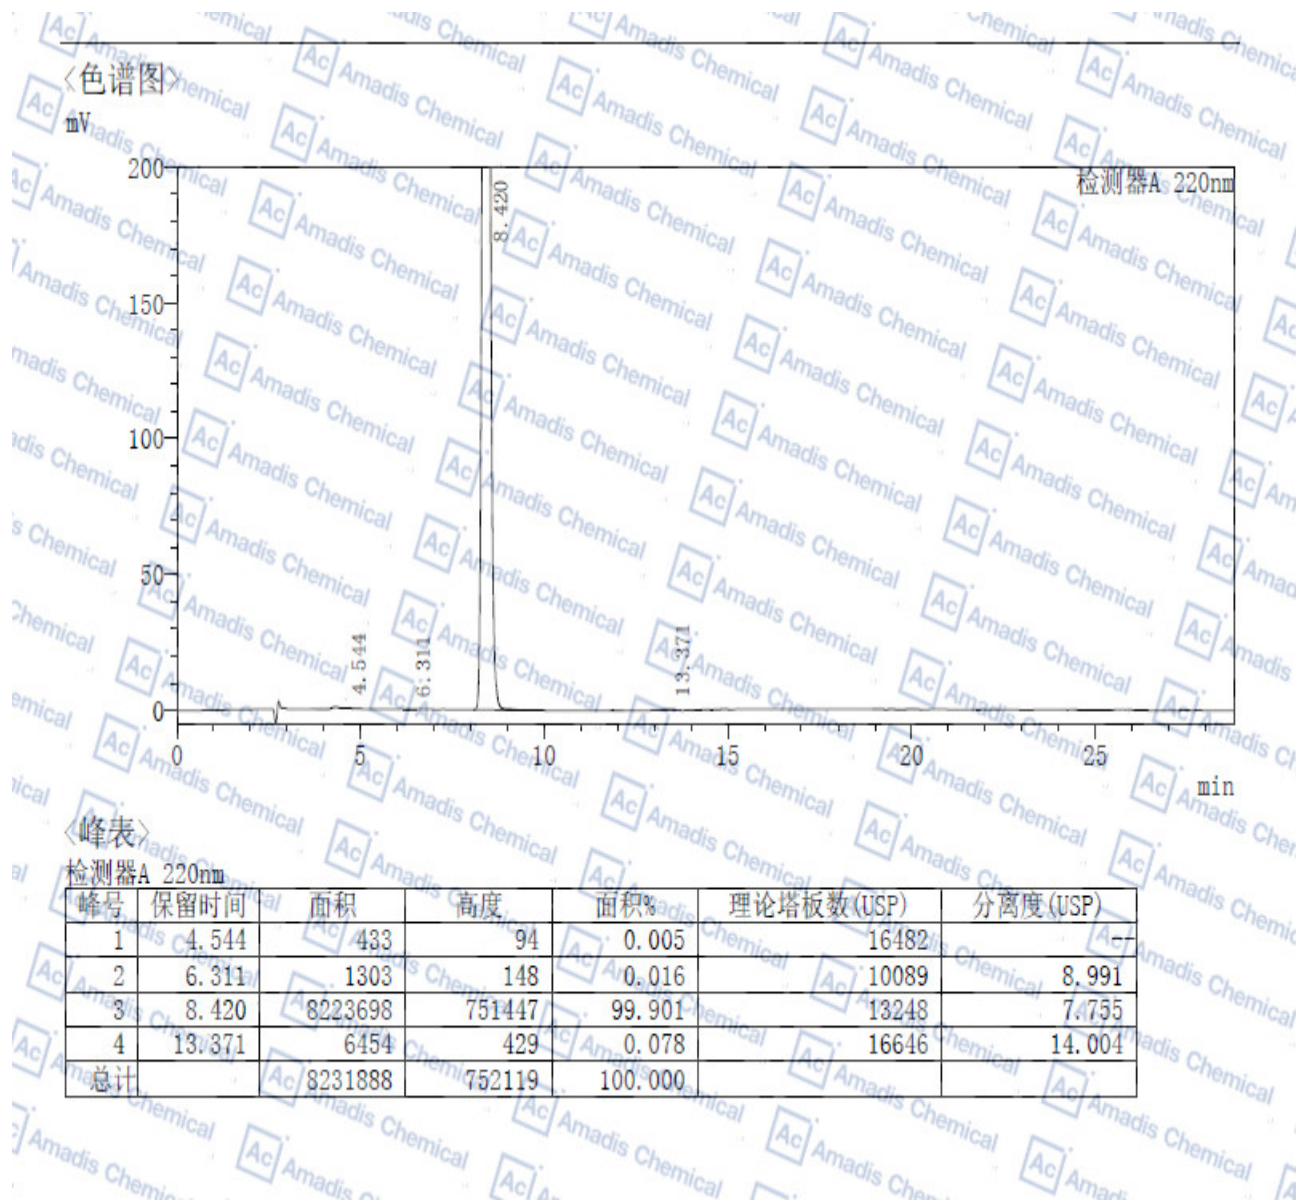 <色谱图>
mV
检测器A 220nm
200
150
100
50
0
8.420
4.544
6.311
13.371
0 5 10 15 20 25
min
<峰表>
检测器A 220nm
峰号 保留时间 面积 高度 面积% 理论塔板数(USP) 分离度(USP)
1 4.544 433 94 0.005 16482 --
2 6.311 1303 148 0.016 10089 8.991
3 8.420 8223698 751447 99.901 13248 7.755
4 13.371 6454 429 0.078 16646 14.004
总计 8231888 752119 100.000
Ac Amadis Chemical